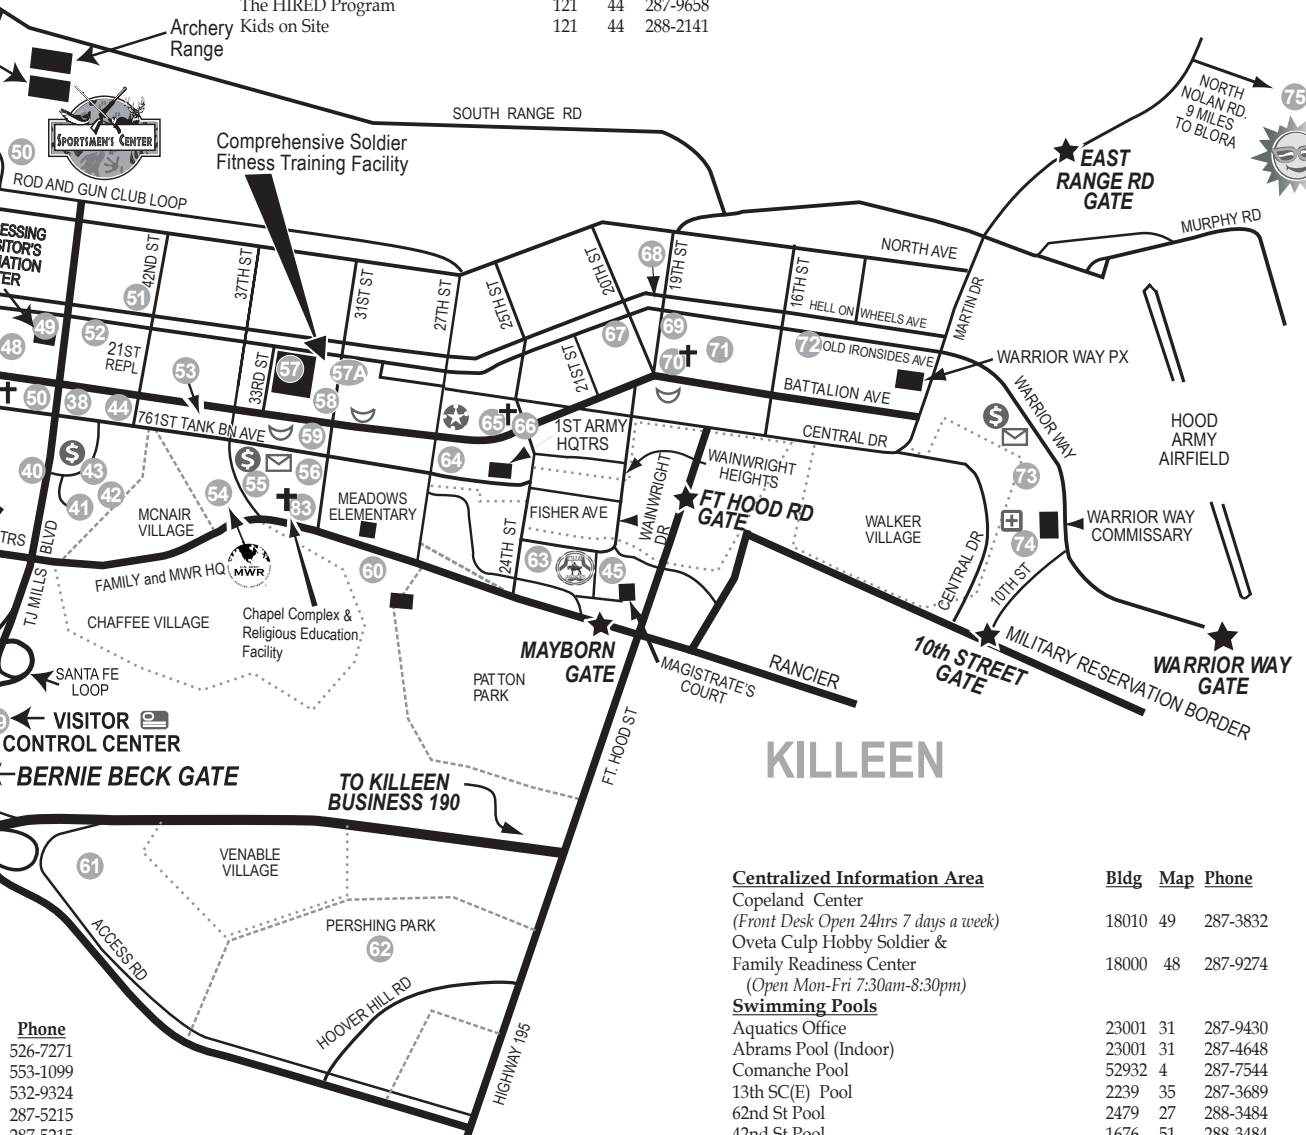 The HIRED Program 121 44 287-9658
Kids on Site 121 44 288-2141
Archery
Range
SPORTSMEN'S CENTER
SOUTH RANGE RD
Comprehensive Soldier
Fitness Training Facility
NORTH
NOLAN RD.
9 MILES
TO BLORA
75
EAST
RANGE RD
GATE
MURPHY RD
50
ROD AND GUN CLUB LOOP
42ND ST
37TH ST
31ST ST
27TH ST
25TH ST
20TH ST
68
19TH ST
16TH ST
NORTH AVE
MARTIN DR
HELL ON WHEELS AVE
51
49
48
52
21ST
REPL
53
33RD ST
57
57A
58
21ST ST
67
69
70
71
72
OLD IRONSIDES AVE
WARRIOR WAY PX
BATTALION AVE
WARRIOR WAY
50
38
44
761ST TANK BN AVE
59
65
66
1ST ARMY
HQTRS
CENTRAL DR
HOOD
ARMY
AIRFIELD
$
$
$
40
43
41
42
54
55
56
83
64
MCNAIR
VILLAGE
MEADOWS
ELEMENTARY
FISHER AVE
WAINWRIGHT
HEIGHTS
WAINWRIGHT
DR
FT HOOD RD
GATE
WALKER
VILLAGE
73
74
WARRIOR WAY
COMMISSARY
CENTRAL DR
10TH ST
TRS
TJ MILLS BLVD
FAMILY and MWR HQ
MWR
60
24TH ST
63
45
CHAFFEE VILLAGE
Chapel Complex &
Religious Education
Facility
MAYBORN
GATE
10th STREET
GATE
MILITARY RESERVATION BORDER
WARRIOR WAY
GATE
SANTA FE
LOOP
PATTON
PARK
MAGISTRATE'S
COURT
RANCIER
VISITOR
CONTROL CENTER
BERNIE BECK GATE
FT. HOOD ST
KILLEEN
TO KILLEEN
BUSINESS 190
61
VENABLE
VILLAGE
ACCESS RD
PERSHING PARK
62
HOOVER HILL RD
HIGHWAY 195
Phone
526-7271
553-1099
532-9324
287-5215
287-5215
Centralized Information Area Bldg Map Phone
Copeland Center
(Front Desk Open 24hrs 7 days a week) 18010 49 287-3832
Oveta Culp Hobby Soldier &
Family Readiness Center 18000 48 287-9274
(Open Mon-Fri 7:30am-8:30pm)
Swimming Pools
Aquatics Office 23001 31 287-9430
Abrams Pool (Indoor) 23001 31 287-4648
Comanche Pool 52932 4 287-7544
13th SC(E) Pool 2239 35 287-3689
62nd St Pool 2479 27 288-3484
42nd St Pool 1676 51 288-3484